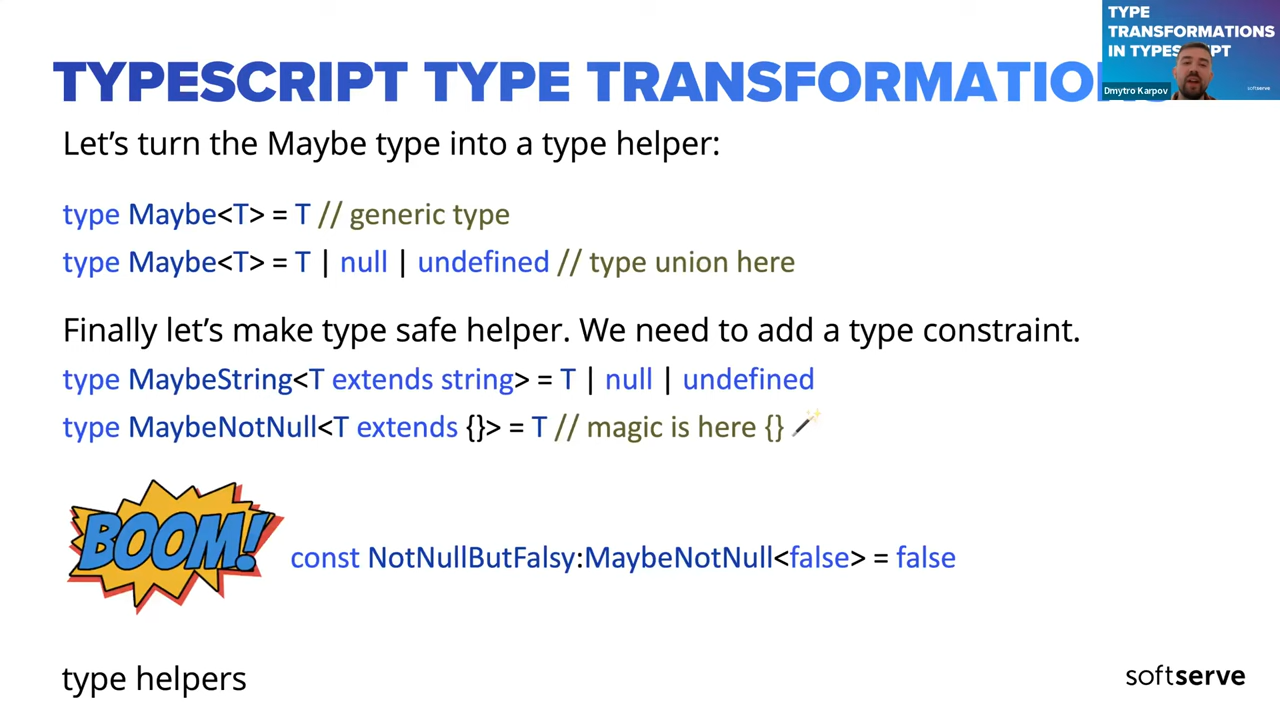 TYPE
TRANSFORMATIONS
IN TYPESCRIPT
Dmytro Karpov
softserve
TYPESCRIPT TYPE TRANSFORMATIO
Let's turn the Maybe type into a type helper:
type Maybe<T> = T // generic type
type Maybe<T> = T | null | undefined // type union here
Finally let's make type safe helper. We need to add a type constraint.
type MaybeString<T extends string> = T | null | undefined
type MaybeNotNull<T extends {}> = T // magic is here {}
BOOM!
const NotNullButFalsy:MaybeNotNull<false> = false
type helpers
softserve